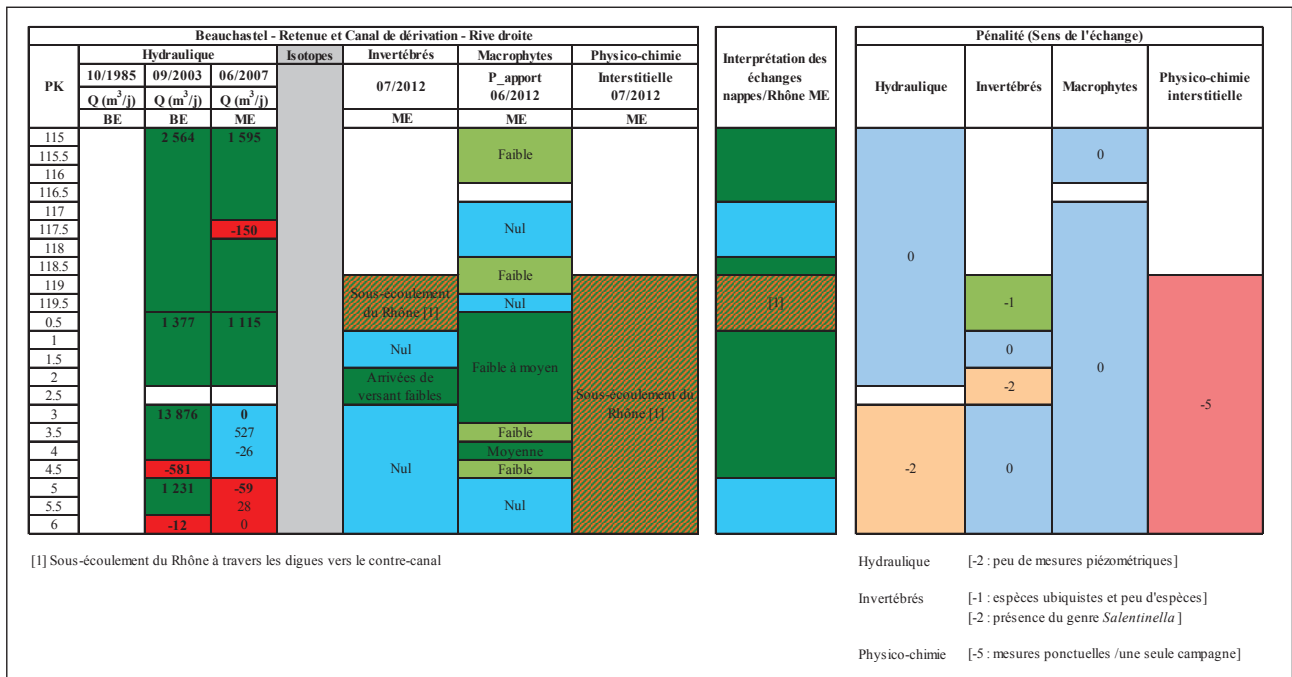 Beauchastel - Retenue et Canal de dérivation - Rive droite
Pénalité (Sens de l'échange)
PK
Hydraulique
Isotopes
Invertébrés
Macrophytes
Physico-chimie
Interprétation des
échanges
nappes/Rhône ME
Hydraulique
Invertébrés
Macrophytes
Physico-chimie
interstitielle
10/1985 09/2003 06/2007
07/2012
P_apport
06/2012
Interstitielle
07/2012
Q (m³/j) Q (m³/j) Q (m³/j)
BE BE ME ME ME ME
115 2 564 1 595
115.5 Faible 0
116
116.5
117
117.5 -150 Nul
118 0
118.5
119 Faible
Sous-écoulement
du Rhône [1]
119.5 Nul [1] -1
0.5 1 377 1 115
1
Nul 0
1.5
2 0
Arrivées de
versant faibles
Faible à moyen
-2
2.5
Sous-écoulement du
Rhône [1]
-5
3 13 876 0
3.5 527 Faible
4 -26 Moyenne
4.5 -581 Nul Faible -2 0
5 1 231 -59
5.5 28 Nul
6 -12 0
[1] Sous-écoulement du Rhône à travers les digues vers le contre-canal
Hydraulique [-2 : peu de mesures piézométriques]
Invertébrés [-1 : espèces ubiquistes et peu d'espèces]
[-2 : présence du genre Salentinella ]
Physico-chimie [-5 : mesures ponctuelles /une seule campagne]